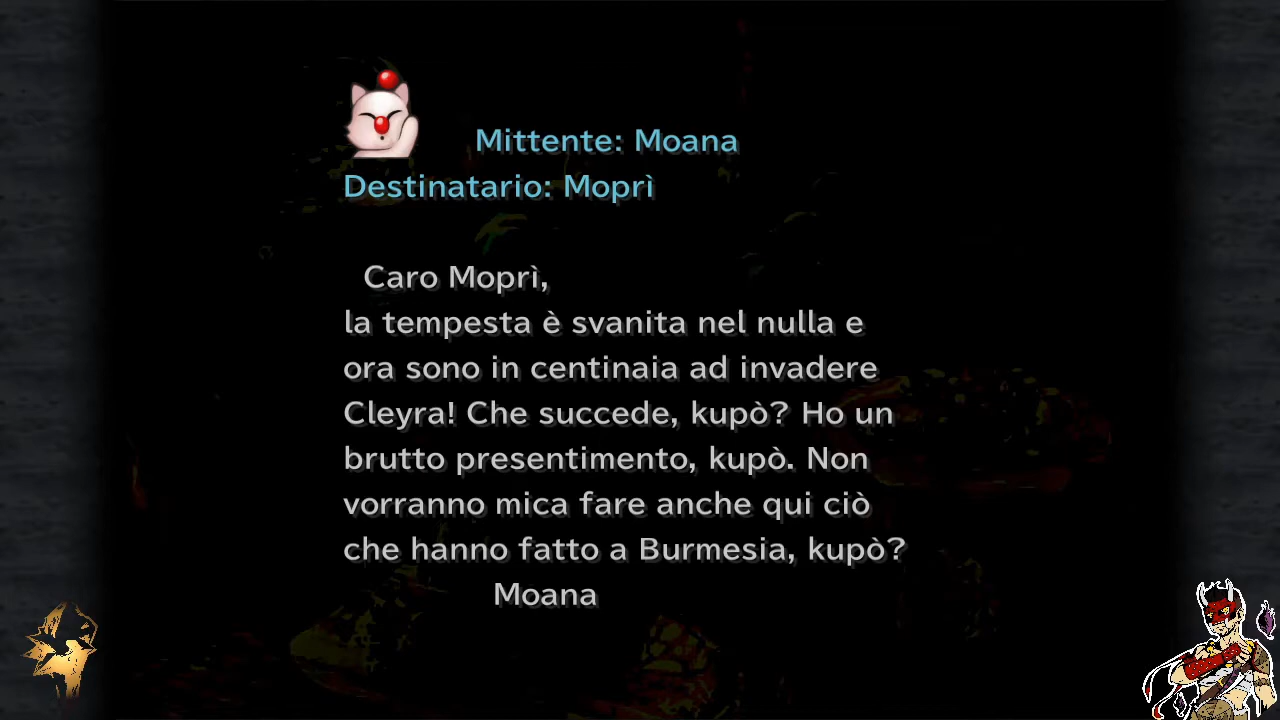 Mittente: Moana
Destinatario: Moprì
Caro Moprì,
la tempesta è svanita nel nulla e
ora sono in centinaia ad invadere
Cleyra! Che succede, kupò? Ho un
brutto presentimento, kupò. Non
vorranno mica fare anche qui ciò
che hanno fatto a Burmesia, kupò?
Moana